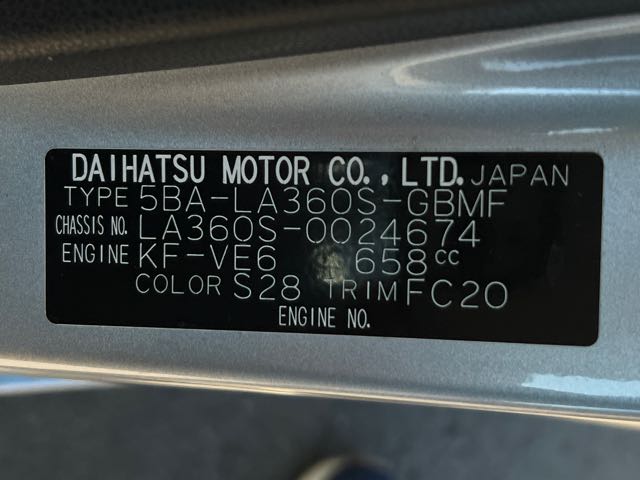 DAIHATSU MOTOR CO., LTD. JAPAN
TYPE 5BA-LA360S-GBMF
CHASSIS NO. LA360S-0024674
ENGINE KF-VE6 658cc
COLOR S28 TRIM FC20
ENGINE NO.